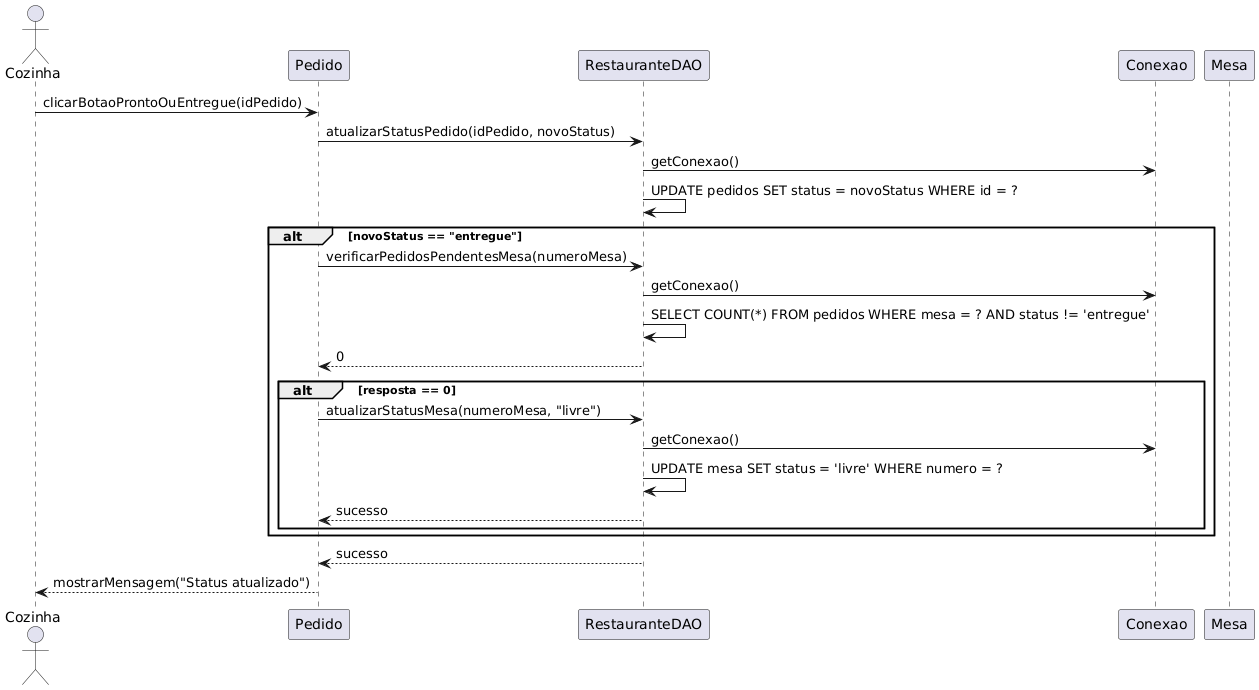 Cozinha
Pedido
RestauranteDAO
Conexao
Mesa
clicarBotaoProntoOuEntregue(idPedido)
atualizarStatusPedido(idPedido, novoStatus)
getConexao()
UPDATE pedidos SET status = novoStatus WHERE id = ?
alt
[novoStatus == "entregue"]
verificarPedidosPendentesMesa(numeroMesa)
getConexao()
SELECT COUNT(*) FROM pedidos WHERE mesa = ? AND status != 'entregue'
0
alt
[resposta == 0]
atualizarStatusMesa(numeroMesa, "livre")
getConexao()
UPDATE mesa SET status = 'livre' WHERE numero = ?
sucesso
sucesso
mostrarMensagem("Status atualizado")
Cozinha
Pedido
RestauranteDAO
Conexao
Mesa